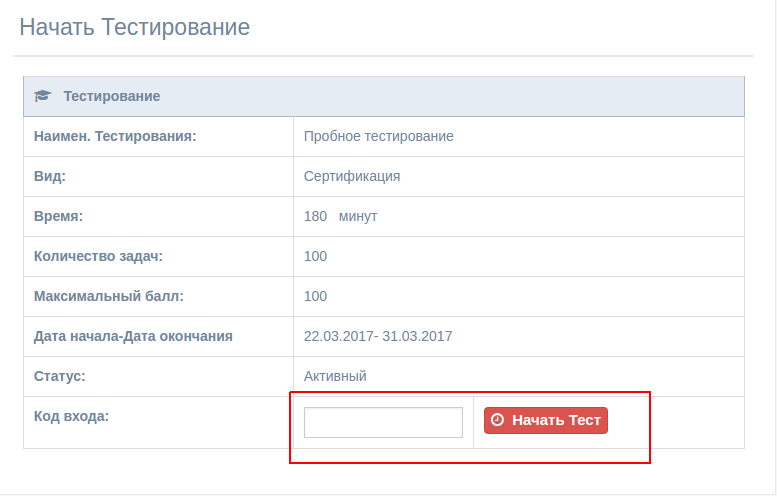 Начать Тестирование
Тестирование
Наимен. Тестирования: Пробное тестирование
Вид: Сертификация
Время: 180 минут
Количество задач: 100
Максимальный балл: 100
Дата начала-Дата окончания 22.03.2017- 31.03.2017
Статус: Активный
Код входа: Начать Тест